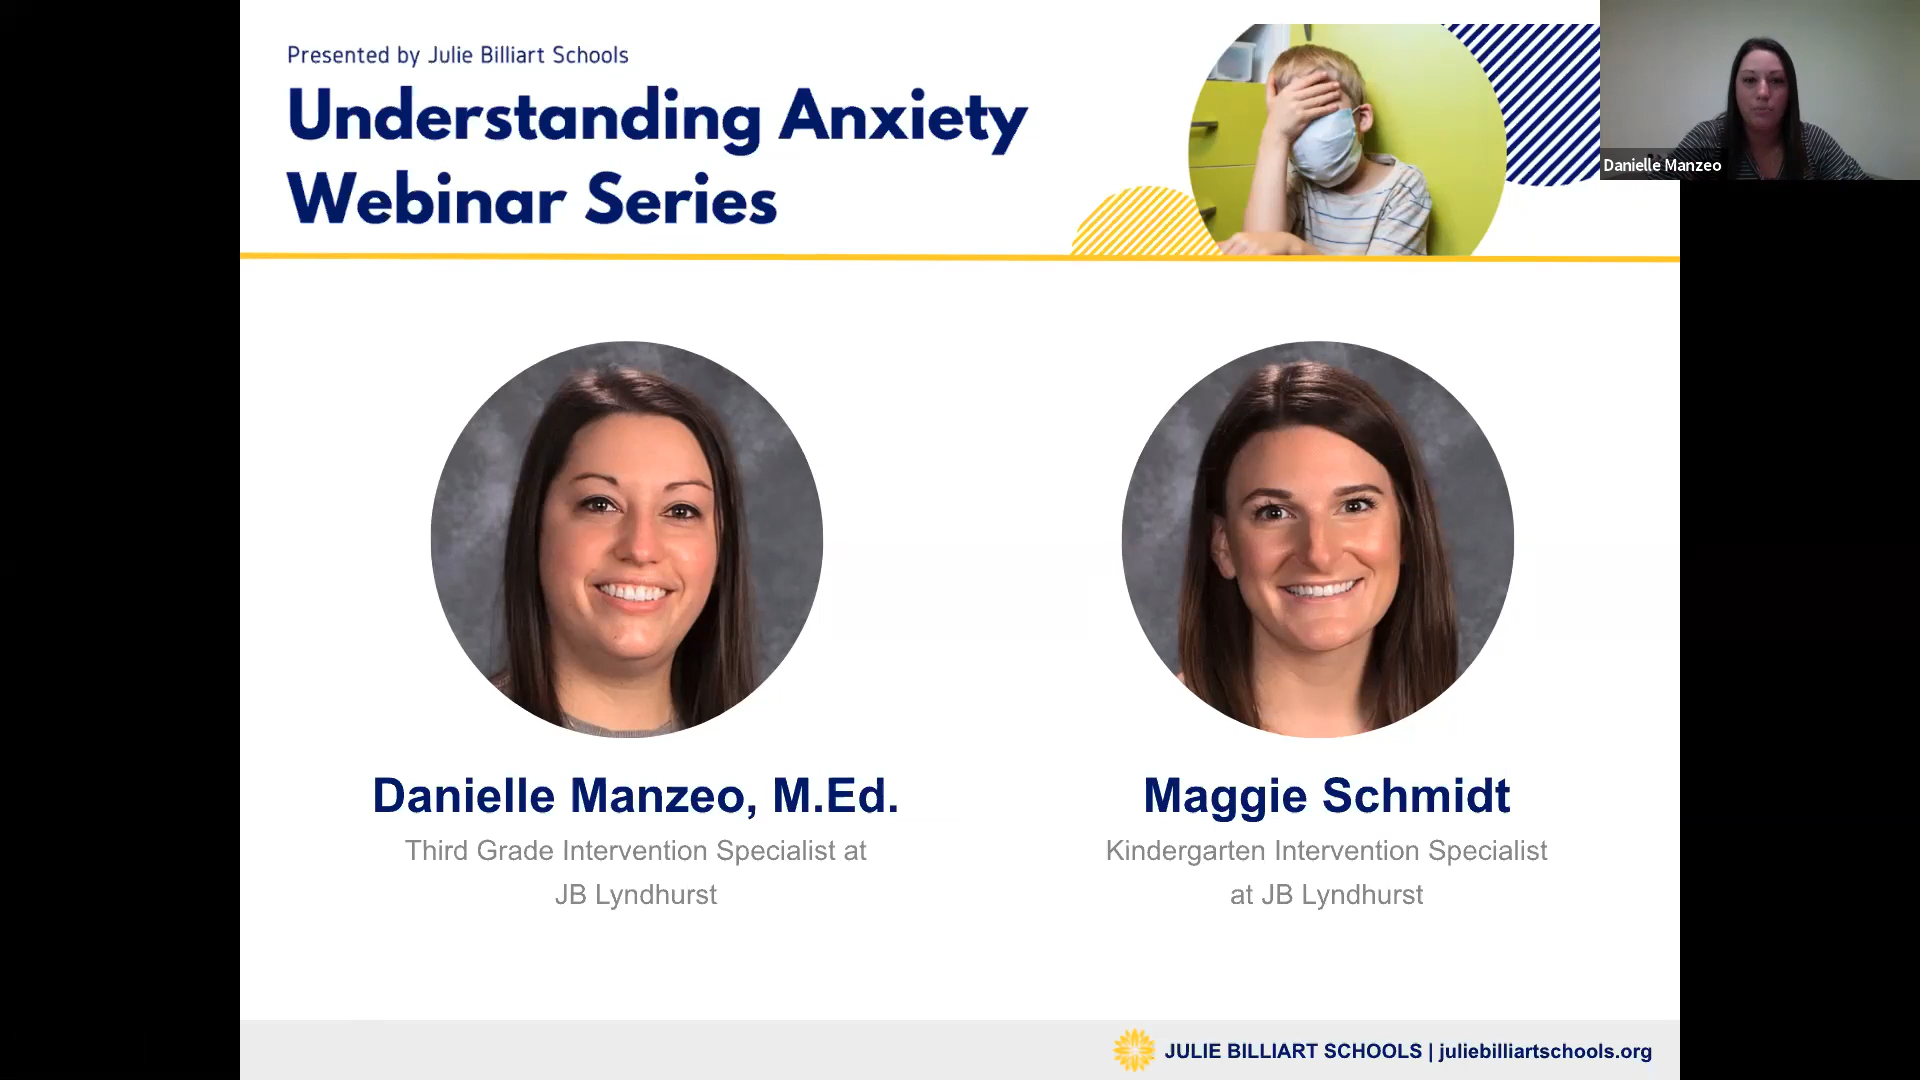 Presented by Julie Billiart Schools
Understanding Anxiety
Webinar Series
Danielle Manzeo
Danielle Manzeo, M.Ed.
Third Grade Intervention Specialist at
JB Lyndhurst
Maggie Schmidt
Kindergarten Intervention Specialist
at JB Lyndhurst
JULIE BILLIART SCHOOLS | juliebilliartschools.org